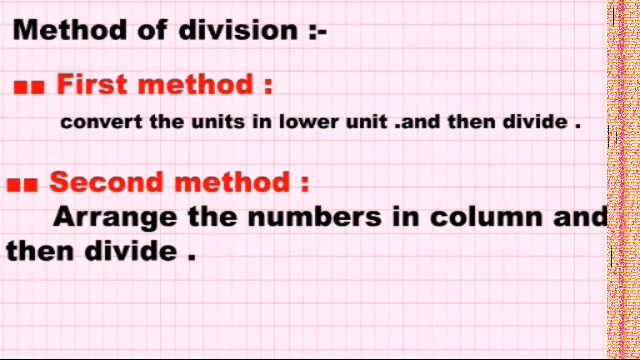 Method of division :-
▪▪ First method :
convert the units in lower unit .and then divide .
▪▪ Second method :
Arrange the numbers in column and
then divide .